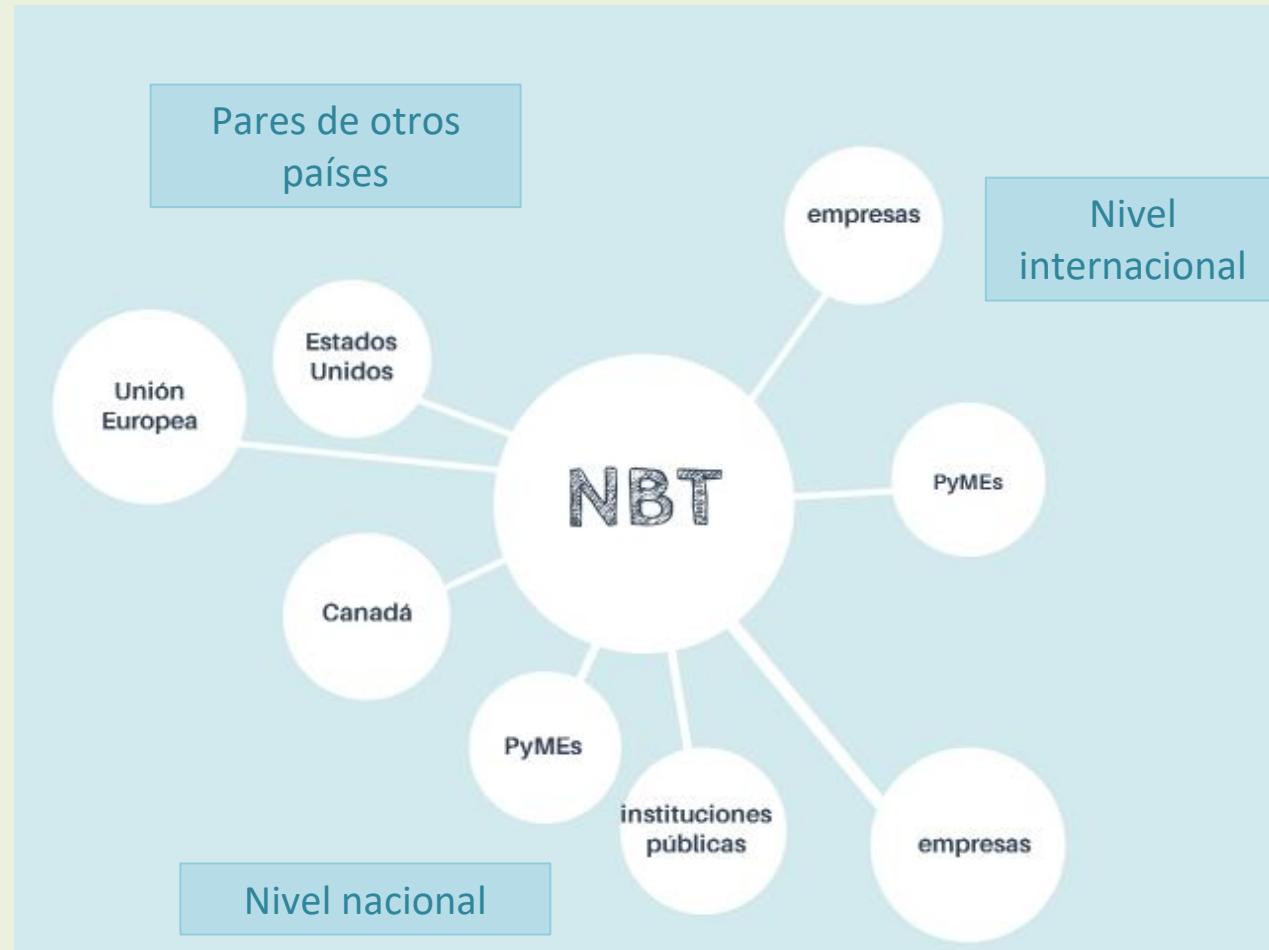 Pares de otros
países
empresas
Nivel
internacional
Estados
Unidos
Unión
Europea
NBT
PyMEs
Canadá
PyMEs
instituciones
públicas
empresas
Nivel nacional